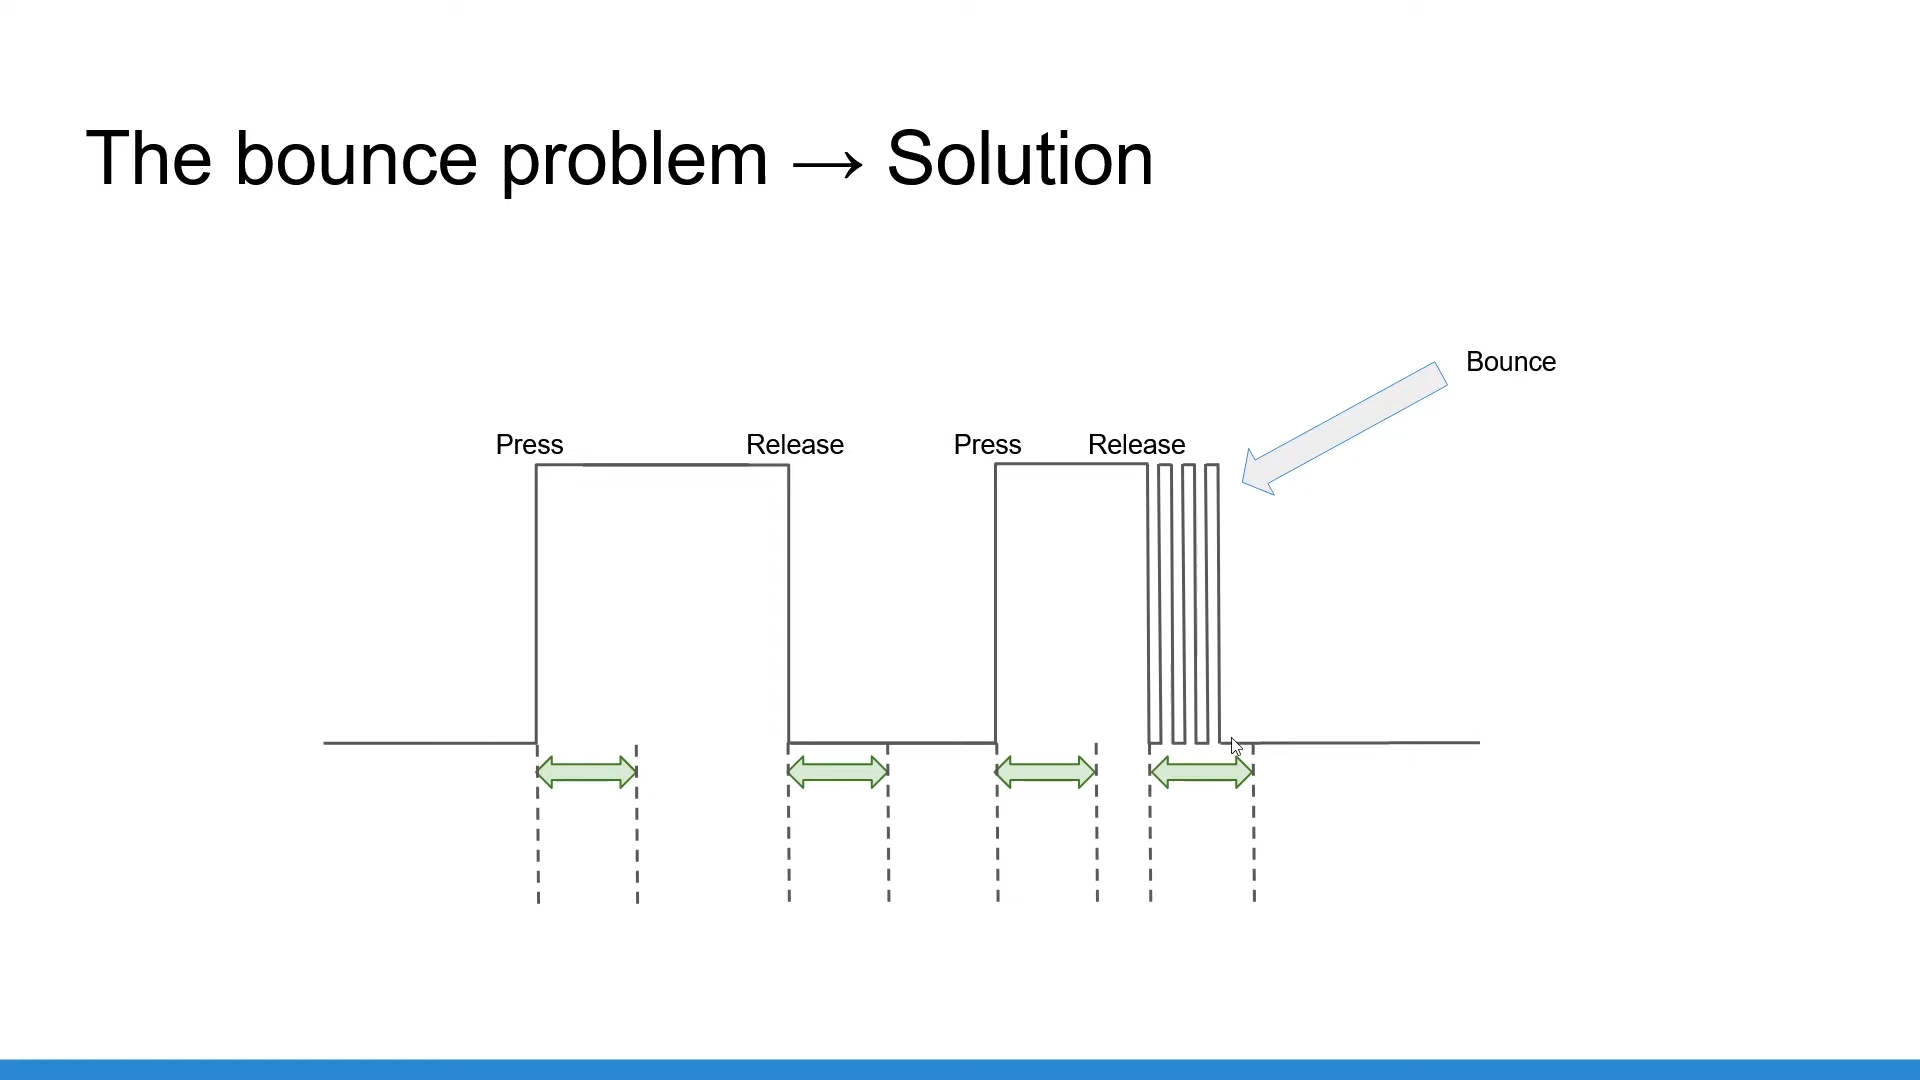 The bounce problem → Solution
Bounce
Press
Release
Press
Release